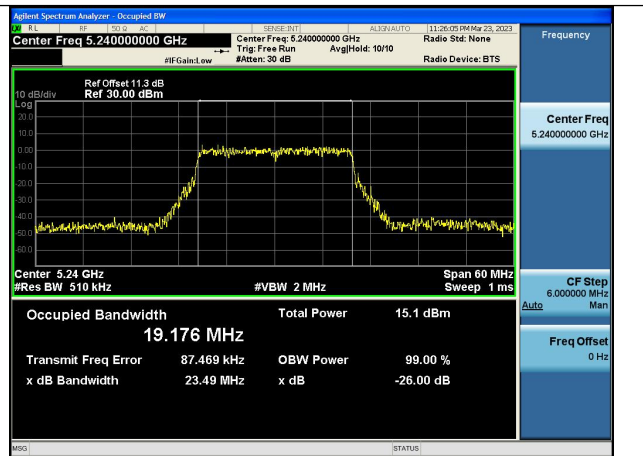 Agilent Spectrum Analyzer - Occupied BW
RL RF 50 Ω AC SENSE:INT ALIGN AUTO 11:26:05 PM Mar 23, 2023
Center Freq 5.240000000 GHz
#IFGain:Low
Center Freq: 5.240000000 GHz
Trig: Free Run Avg|Hold: 10/10
#Atten: 30 dB
Radio Std: None
Radio Device: BTS
Ref Offset 11.3 dB
10 dB/div Ref 30.00 dBm
Log
20.0
10.0
0.00
-10.0
-20.0
-30.0
-40.0
-50.0
-60.0
Center 5.24 GHz Span 60 MHz
#Res BW 510 kHz #VBW 2 MHz Sweep 1 ms
Occupied Bandwidth Total Power 15.1 dBm
19.176 MHz
Transmit Freq Error 87.469 kHz OBW Power 99.00 %
x dB Bandwidth 23.49 MHz x dB -26.00 dB
MSG STATUS
Frequency
Center Freq
5.240000000 GHz
CF Step
6.000000 MHz
Auto Man
Freq Offset
0 Hz